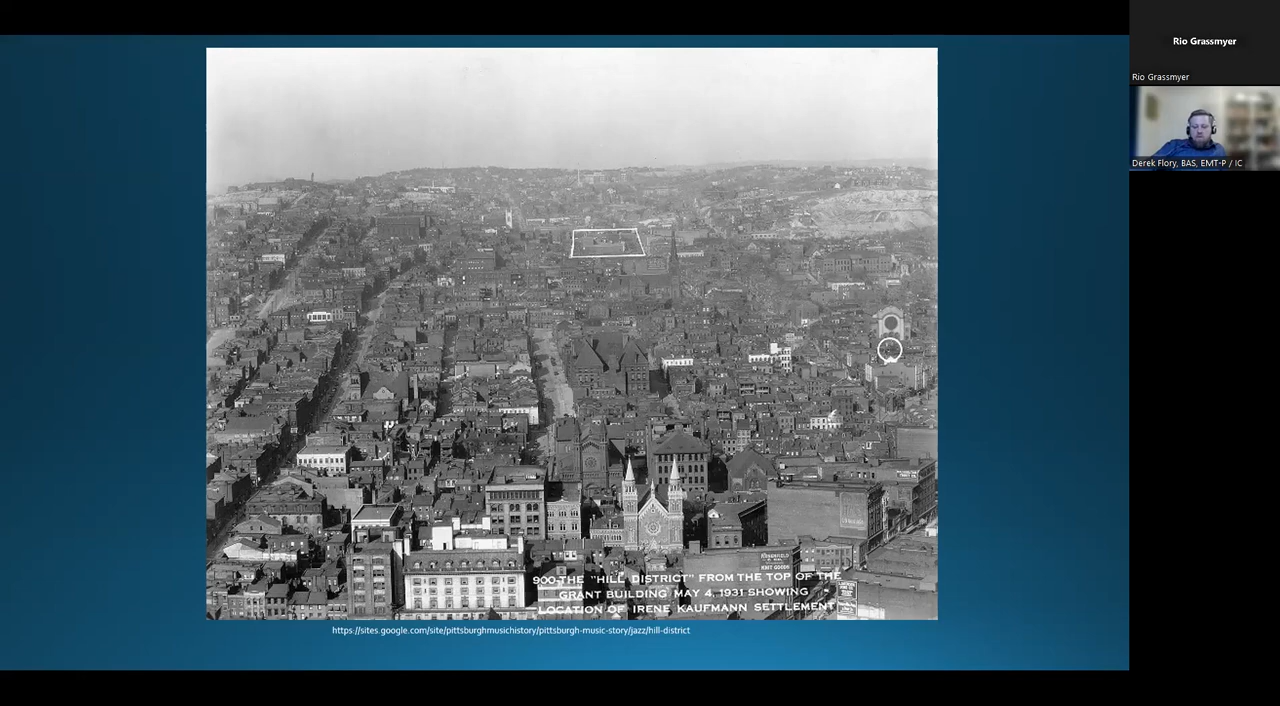 Rio Grassmyer
Rio Grassmyer
Derek Flory, BAS, EMT-P / IC
900-THE "HILL DISTRICT" FROM THE TOP OF THE
GRANT BUILDING MAY 4, 1931 SHOWING
LOCATION OF IRENE KAUFMANN SETTLEMENT
https://sites.google.com/site/pittsburghmusichistory/pittsburgh-music-story/jazz/hill-district
KNIT GOODS